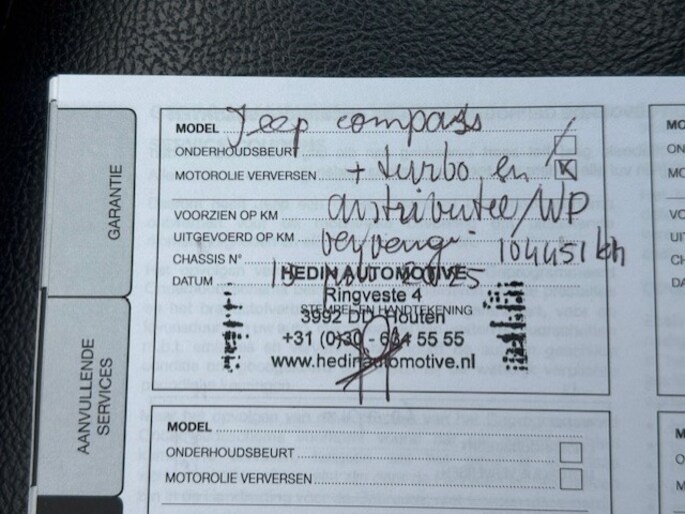 GARANTIE
AANVULLENDE
SERVICES
MODEL Jeep compass
ONDERHOUDSBEURT
MOTOROLIE VERVERSEN + turbo en
VOORZIEN OP KM distributie/WP
UITGEVOERD OP KM 104451 km
CHASSIS N°
DATUM 2025
HEDIN AUTOMOTIVE
Ringveste 4
STEMPEL EN HANDTEKENING
3992 DD Houten
+31 (0)30 - 634 55 55
www.hedinautomotive.nl
MODEL
ONDERHOUDSBEURT
MOTOROLIE VERVERSEN